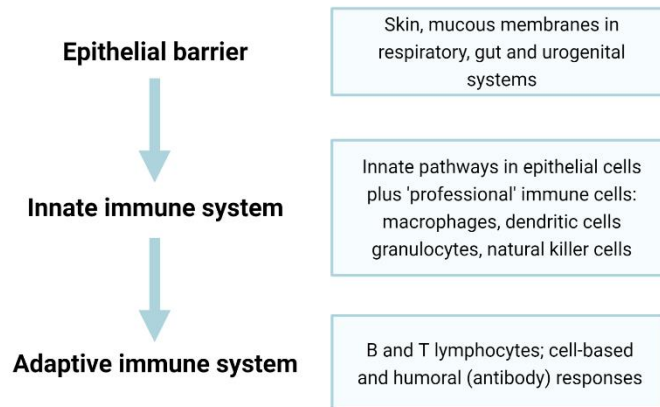 Epithelial barrier
Skin, mucous membranes in
respiratory, gut and urogenital
systems
Innate immune system
Innate pathways in epithelial cells
plus 'professional' immune cells:
macrophages, dendritic cells
granulocytes, natural killer cells
Adaptive immune system
B and T lymphocytes; cell-based
and humoral (antibody) responses